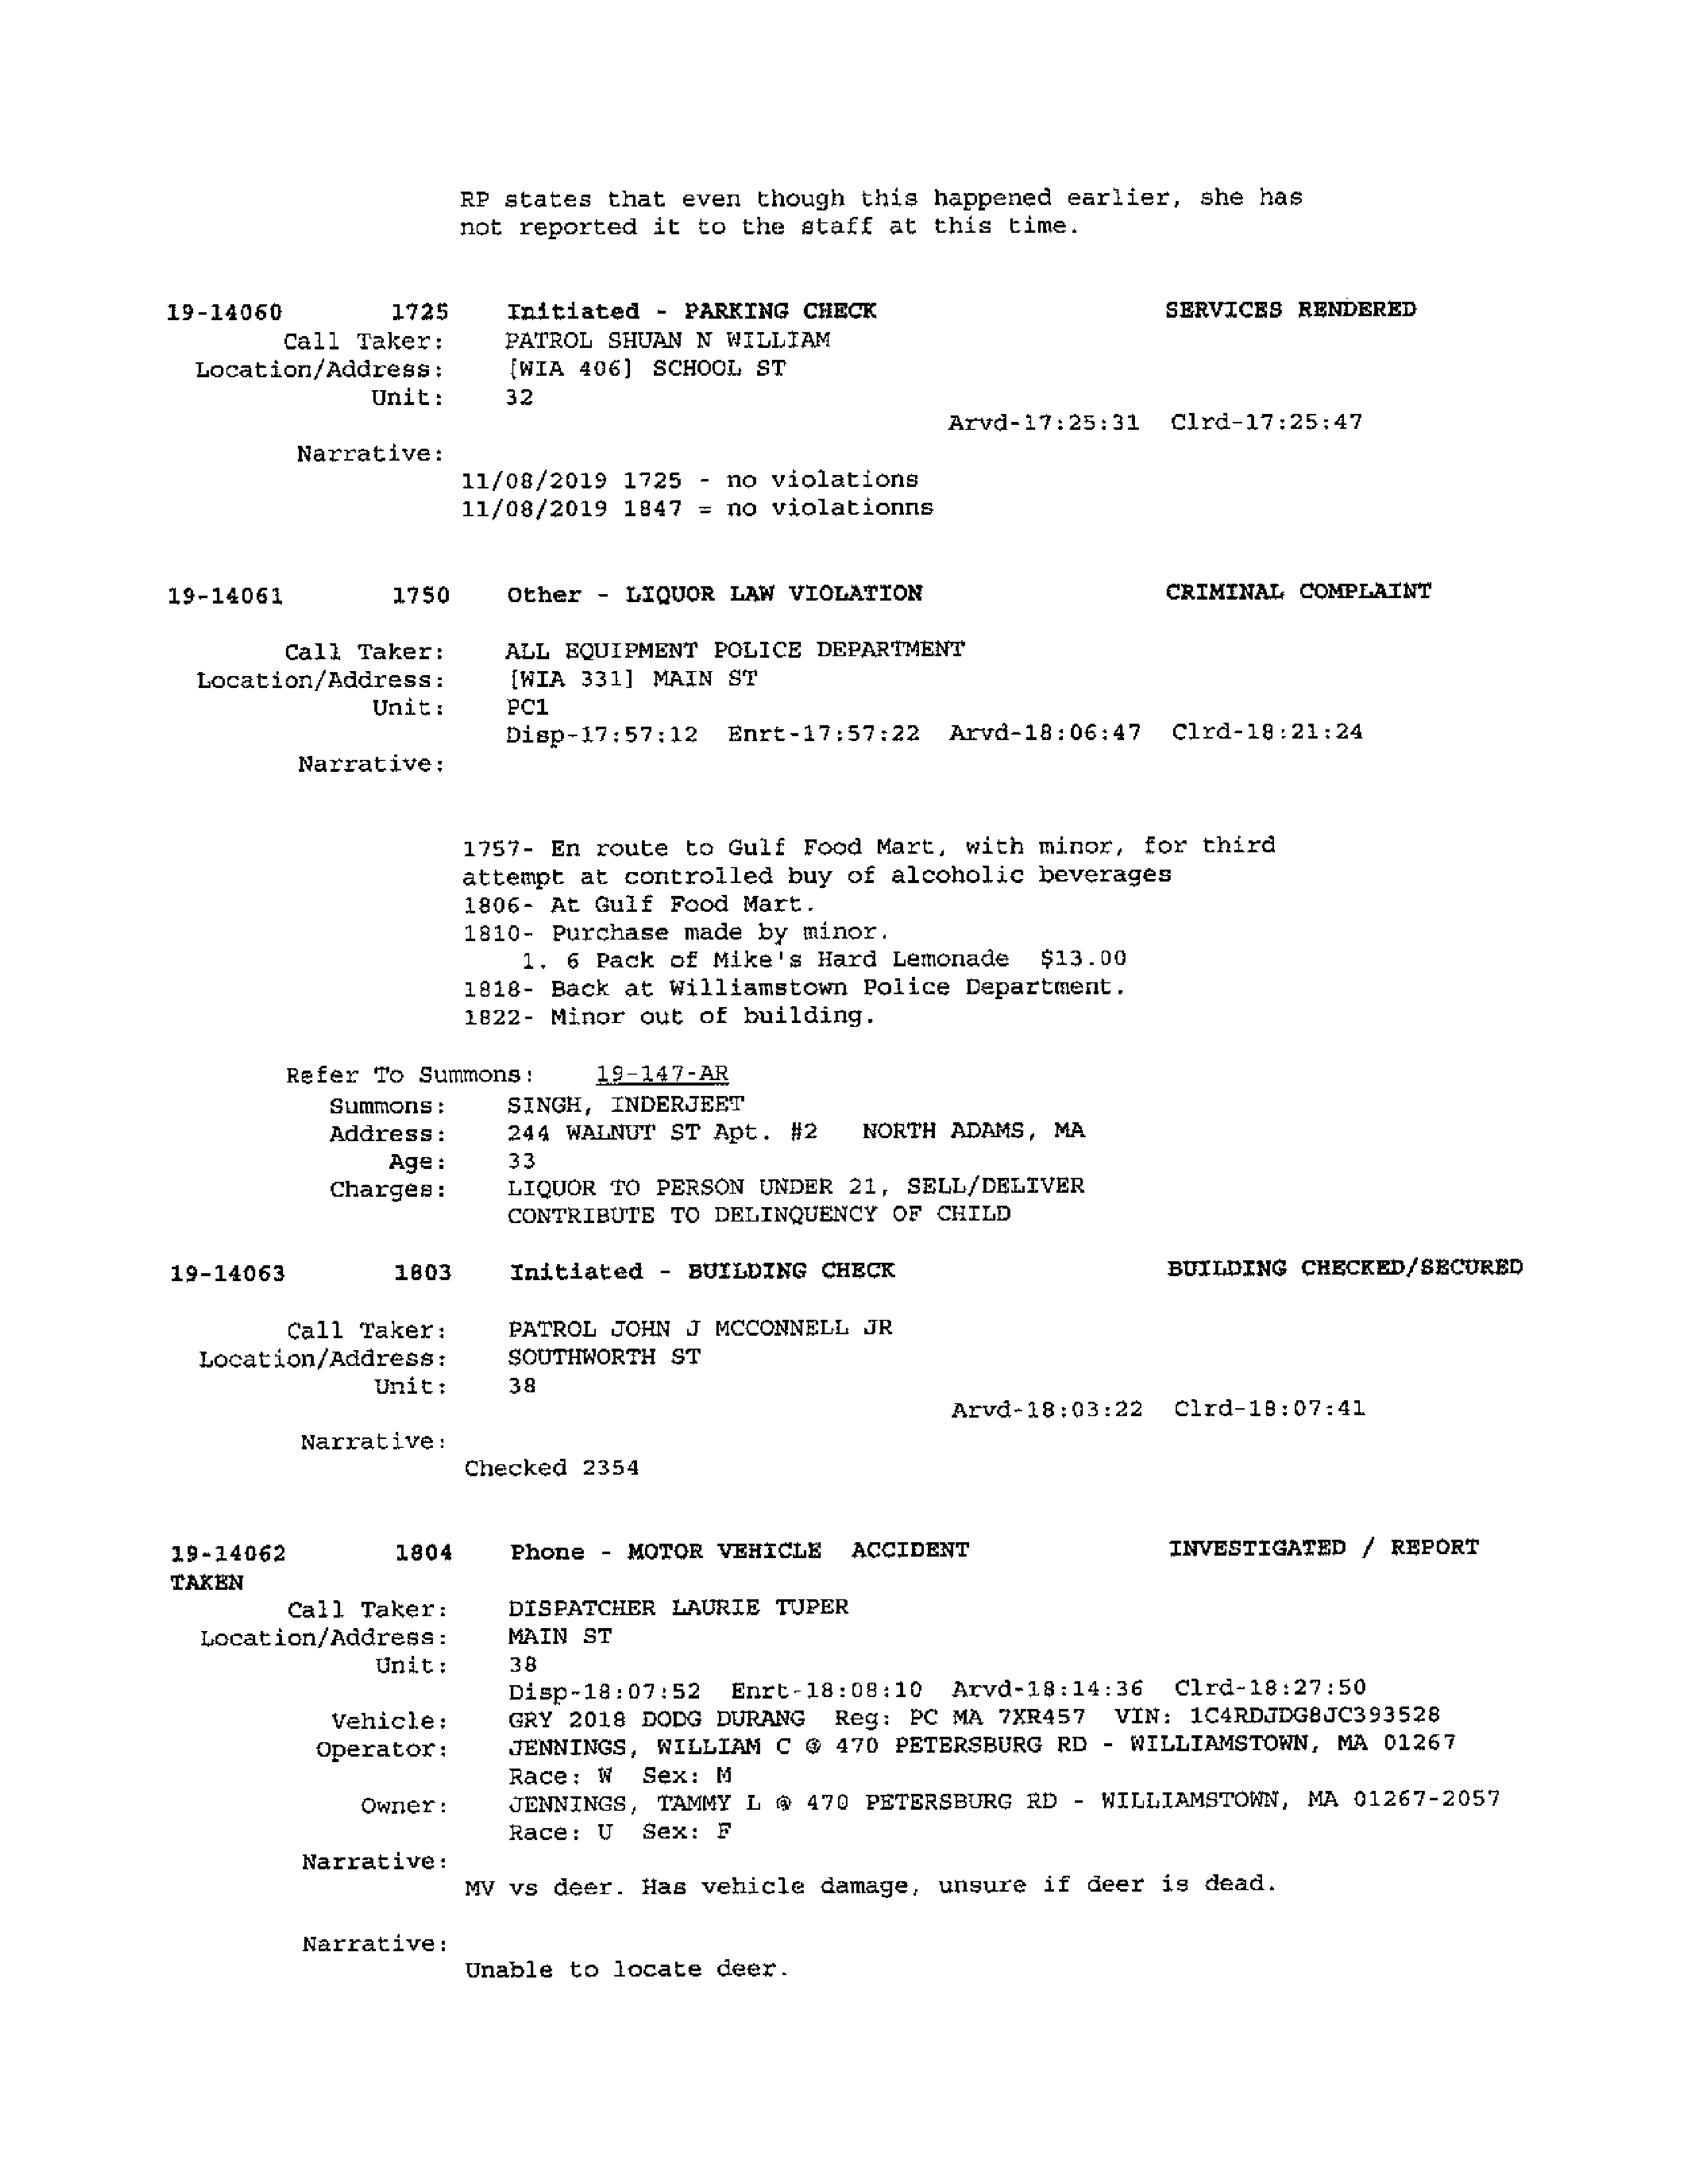 RP states that even though this happened earlier, she has
not reported it to the staff at this time.
19-14060 1725 Initiated - PARKING CHECK SERVICES RENDERED
Call Taker: PATROL SHUAN N WILLIAM
Location/Address: [WIA 406] SCHOOL ST
Unit: 32
Arvd-17:25:31 Clrd-17:25:47
Narrative:
11/08/2019 1725 - no violations
11/08/2019 1847 = no violationns
19-14061 1750 Other - LIQUOR LAW VIOLATION CRIMINAL COMPLAINT
Call Taker: ALL EQUIPMENT POLICE DEPARTMENT
Location/Address: [WIA 331] MAIN ST
Unit: PC1
Disp-17:57:12 Enrt-17:57:22 Arvd-18:06:47 Clrd-18:21:24
Narrative:
1757- En route to Gulf Food Mart, with minor, for third
attempt at controlled buy of alcoholic beverages
1806- At Gulf Food Mart.
1810- Purchase made by minor.
1. 6 Pack of Mike's Hard Lemonade $13.00
1818- Back at Williamstown Police Department.
1822- Minor out of building.
Refer To Summons: 19-147-AR
Summons: SINGH, INDERJEET
Address: 244 WALNUT ST Apt. #2 NORTH ADAMS, MA
Age: 33
Charges: LIQUOR TO PERSON UNDER 21, SELL/DELIVER
CONTRIBUTE TO DELINQUENCY OF CHILD
19-14063 1803 Initiated - BUILDING CHECK BUILDING CHECKED/SECURED
Call Taker: PATROL JOHN J MCCONNELL JR
Location/Address: SOUTHWORTH ST
Unit: 38
Arvd-18:03:22 Clrd-18:07:41
Narrative:
Checked 2354
19-14062 1804 Phone - MOTOR VEHICLE ACCIDENT INVESTIGATED / REPORT
TAKEN
Call Taker: DISPATCHER LAURIE TUPER
Location/Address: MAIN ST
Unit: 38
Disp-18:07:52 Enrt-18:08:10 Arvd-18:14:36 Clrd-18:27:50
Vehicle: GRY 2018 DODG DURANG Reg: PC MA 7XR457 VIN: 1C4RDJDG8JC393528
Operator: JENNINGS, WILLIAM C @ 470 PETERSBURG RD - WILLIAMSTOWN, MA 01267
Race: W Sex: M
Owner: JENNINGS, TAMMY L @ 470 PETERSBURG RD - WILLIAMSTOWN, MA 01267-2057
Race: U Sex: F
Narrative:
MV vs deer. Has vehicle damage, unsure if deer is dead.
Narrative:
Unable to locate deer.